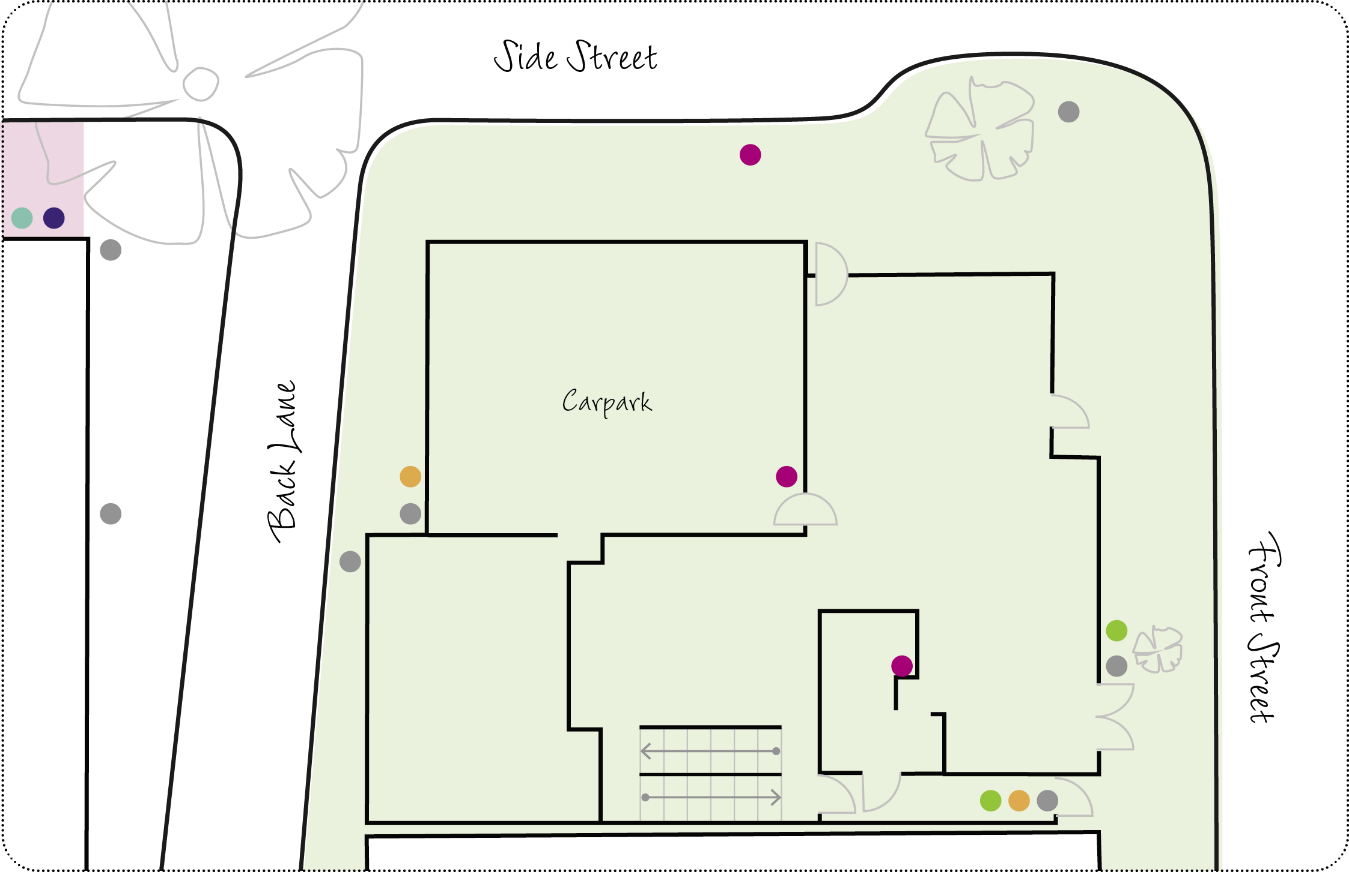 Side Street
Carpark
Back Lane
Front Street